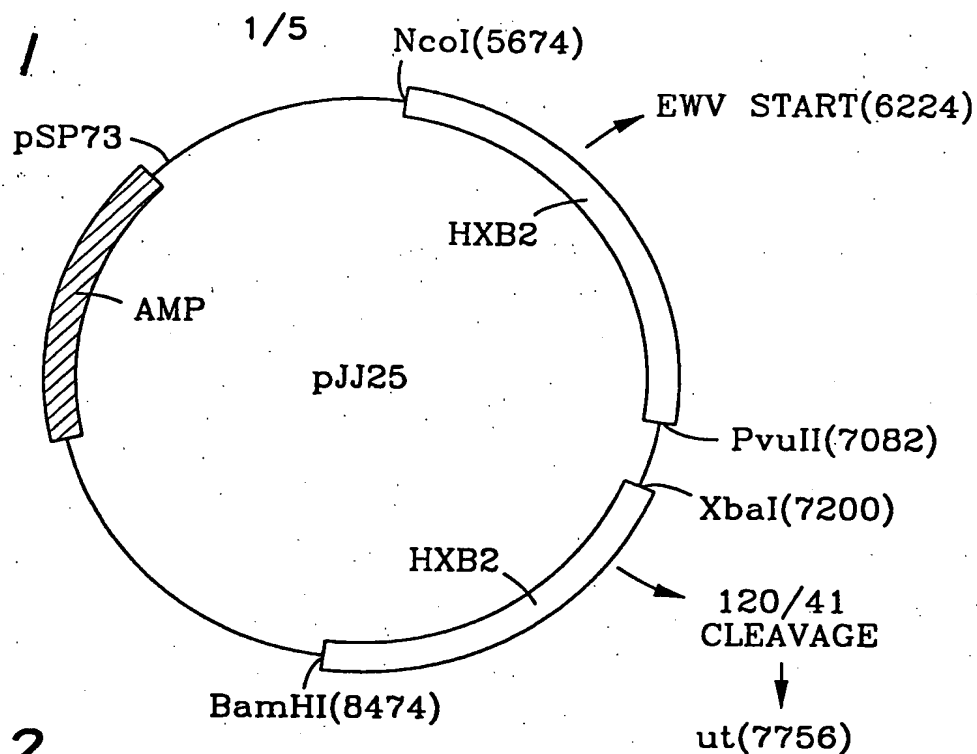 1
1/5
NcoI(5674)
EWV START(6224)
pSP73
HXB2
AMP
pJJ25
PvuII(7082)
XbaI(7200)
HXB2
120/41
CLEAVAGE
BamHI(8474)
ut(7756)
2